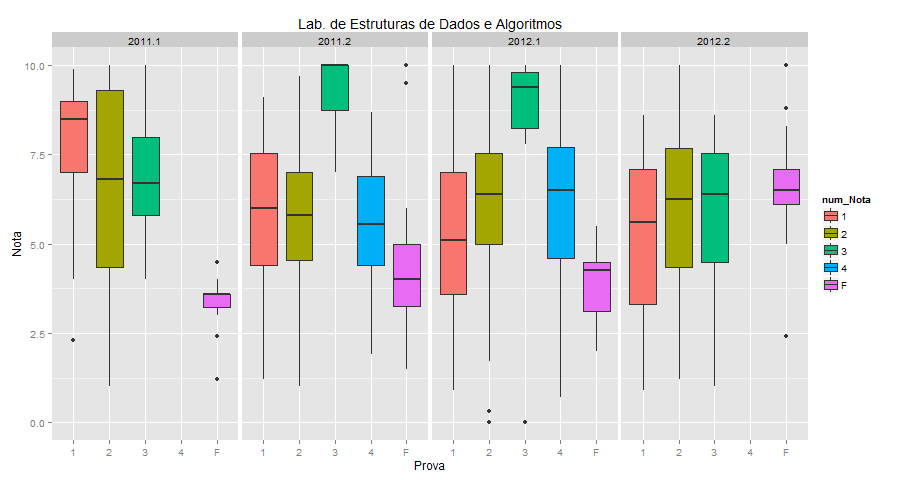 Lab. de Estruturas de Dados e Algoritmos
2011.1 2011.2 2012.1 2012.2
10.0
7.5
5.0
2.5
0.0
Nota
1 2 3 4 F 1 2 3 4 F 1 2 3 4 F 1 2 3 4 F
Prova
num_Nota
1
2
3
4
F